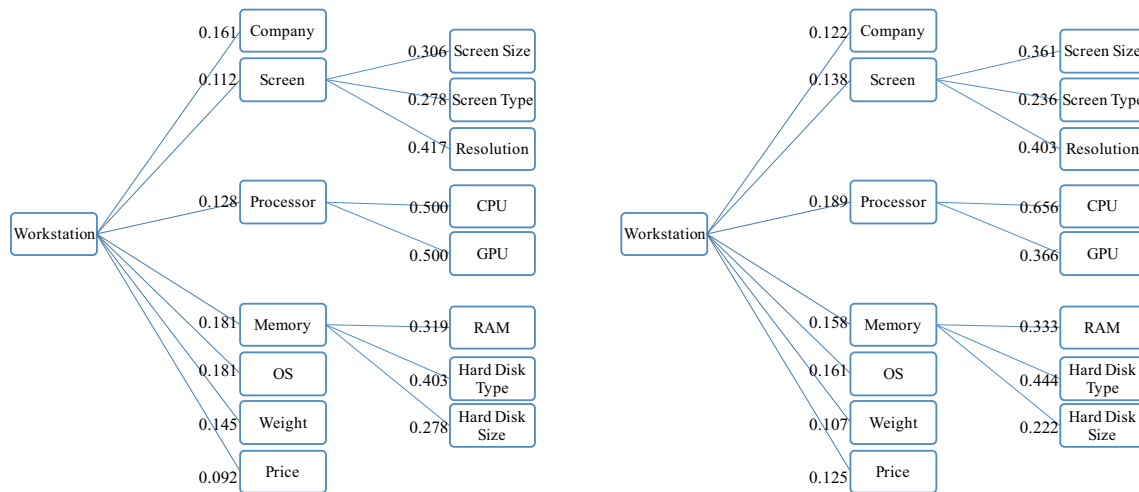 Workstation
0.161
Company
0.112
Screen
0.306
Screen Size
0.278
Screen Type
0.417
Resolution
0.128
Processor
0.500
CPU
0.500
GPU
0.181
Memory
0.319
RAM
0.403
Hard Disk
Type
0.278
Hard Disk
Size
0.181
OS
0.145
Weight
0.092
Price
Workstation
0.122
Company
0.138
Screen
0.361
Screen Size
0.236
Screen Type
0.403
Resolution
0.189
Processor
0.656
CPU
0.366
GPU
0.158
Memory
0.333
RAM
0.444
Hard Disk
Type
0.222
Hard Disk
Size
0.161
OS
0.107
Weight
0.125
Price